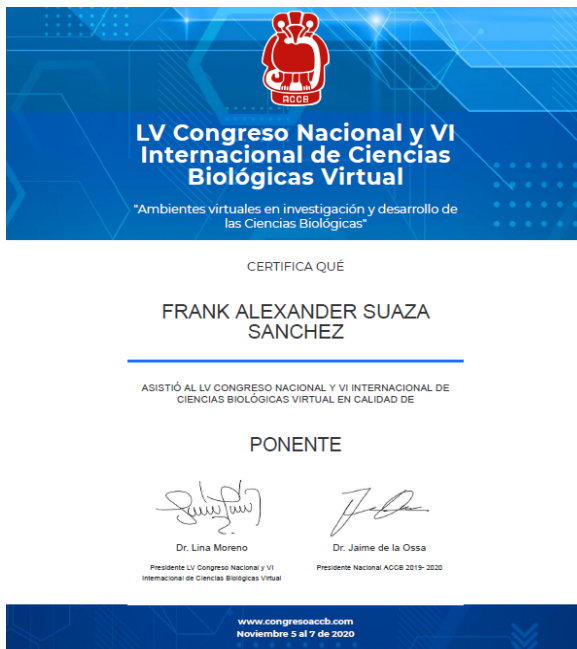 ACCB
LV Congreso Nacional y VI
Internacional de Ciencias
Biológicas Virtual
"Ambientes virtuales en investigación y desarrollo de
las Ciencias Biológicas"
CERTIFICA QUÉ
FRANK ALEXANDER SUAZA
SANCHEZ
ASISTIÓ AL LV CONGRESO NACIONAL Y VI INTERNACIONAL DE
CIENCIAS BIOLÓGICAS VIRTUAL EN CALIDAD DE
PONENTE
Dr. Lina Moreno
Presidente LV Congreso Nacional y VI
Internacional de Ciencias Biológicas Virtual
Dr. Jaime de la Ossa
Presidente Nacional ACCB 2019- 2020
www.congresoaccb.com
Noviembre 5 al 7 de 2020